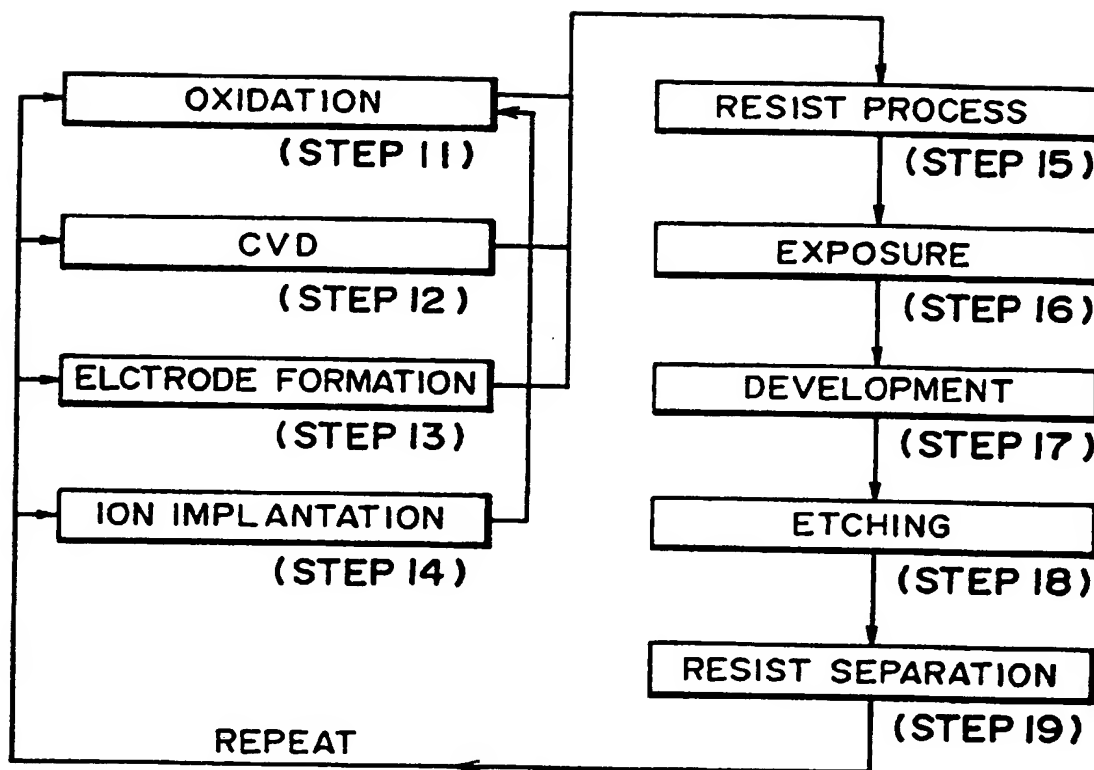 OXIDATION
(STEP 11)
CVD
(STEP 12)
ELCTRODE FORMATION
(STEP 13)
ION IMPLANTATION
(STEP 14)
RESIST PROCESS
(STEP 15)
EXPOSURE
(STEP 16)
DEVELOPMENT
(STEP 17)
ETCHING
(STEP 18)
RESIST SEPARATION
(STEP 19)
REPEAT